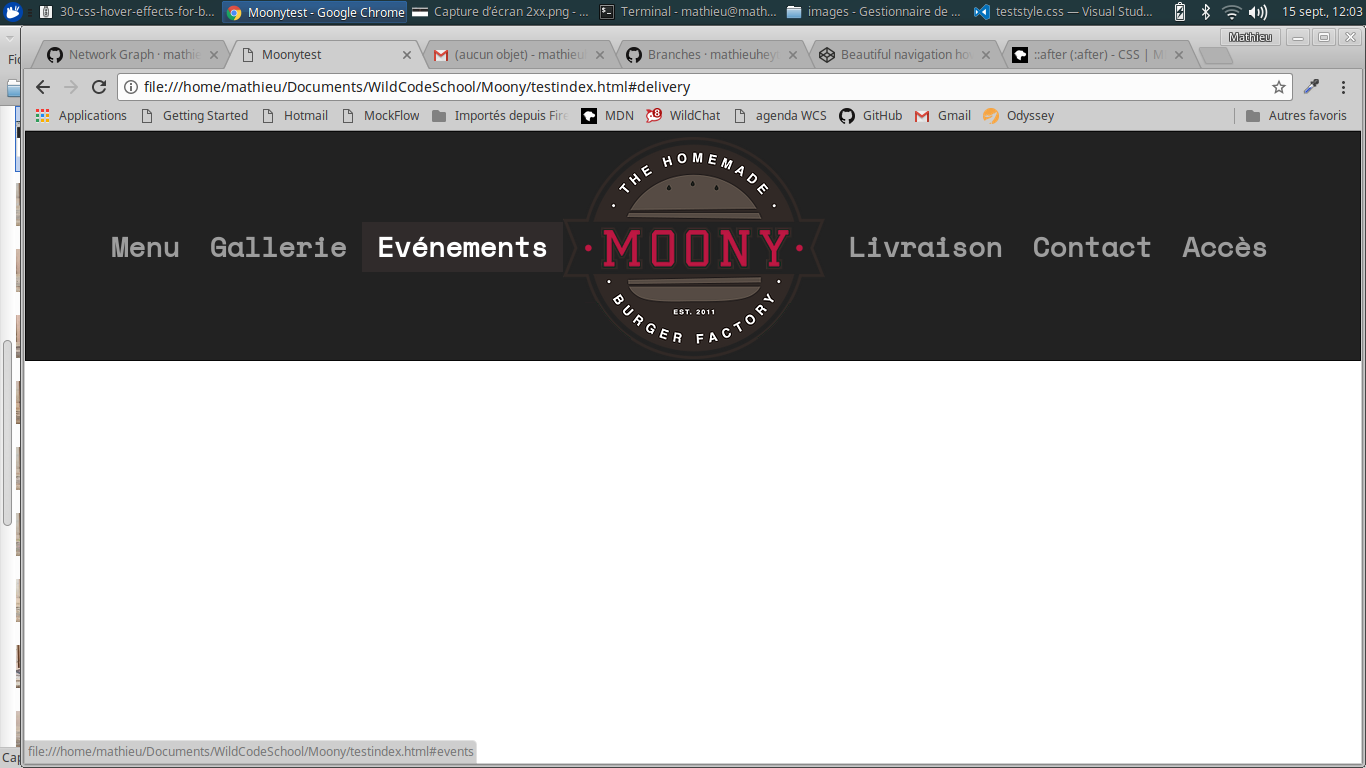 30-css-hover-effects-for-b... Moonytest - Google Chrome Capture d'écran 2xx.png - ... Terminal - mathieu@math... images - Gestionnaire de ... teststyle.css — Visual Stud... 15 sept., 12:03
Mathieu
Network Graph · mathie Moonytest (aucun objet) - mathieu Branches · mathieuhey Beautiful navigation ho ::after (:after) - CSS | M
file:///home/mathieu/Documents/WildCodeSchool/Moony/testindex.html#delivery
Applications Getting Started Hotmail MockFlow Importés depuis Fire MDN 8 WildChat agenda WCS GitHub Gmail Odyssey Autres favoris
THE HOMEMADE
Menu Gallerie Evénements MOONY Livraison Contact Accès
EST. 2011
BURGER FACTORY
file:///home/mathieu/Documents/WildCodeSchool/Moony/testindex.html#events